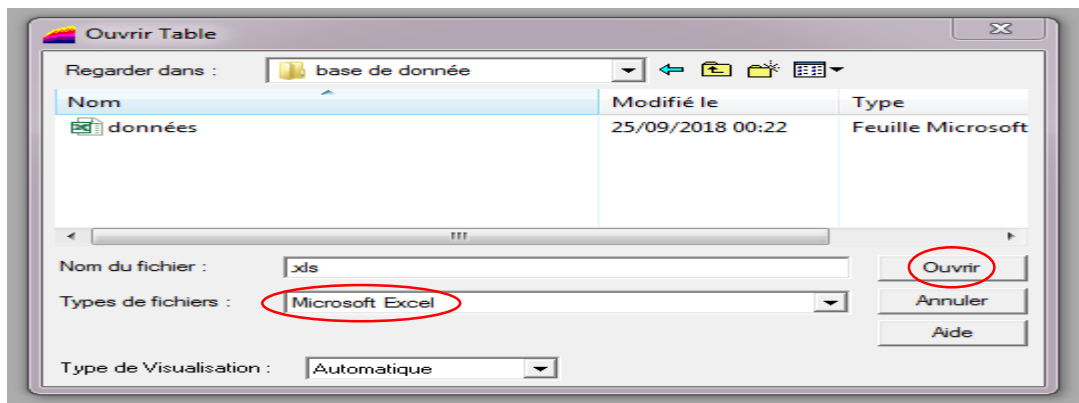 Ouvrir Table
Regarder dans : base de donnée
Nom Modifié le Type
données 25/09/2018 00:22 Feuille Microsoft
Nom du fichier : .xls Ouvrir
Types de fichiers : Microsoft Excel Annuler
Aide
Type de Visualisation : Automatique